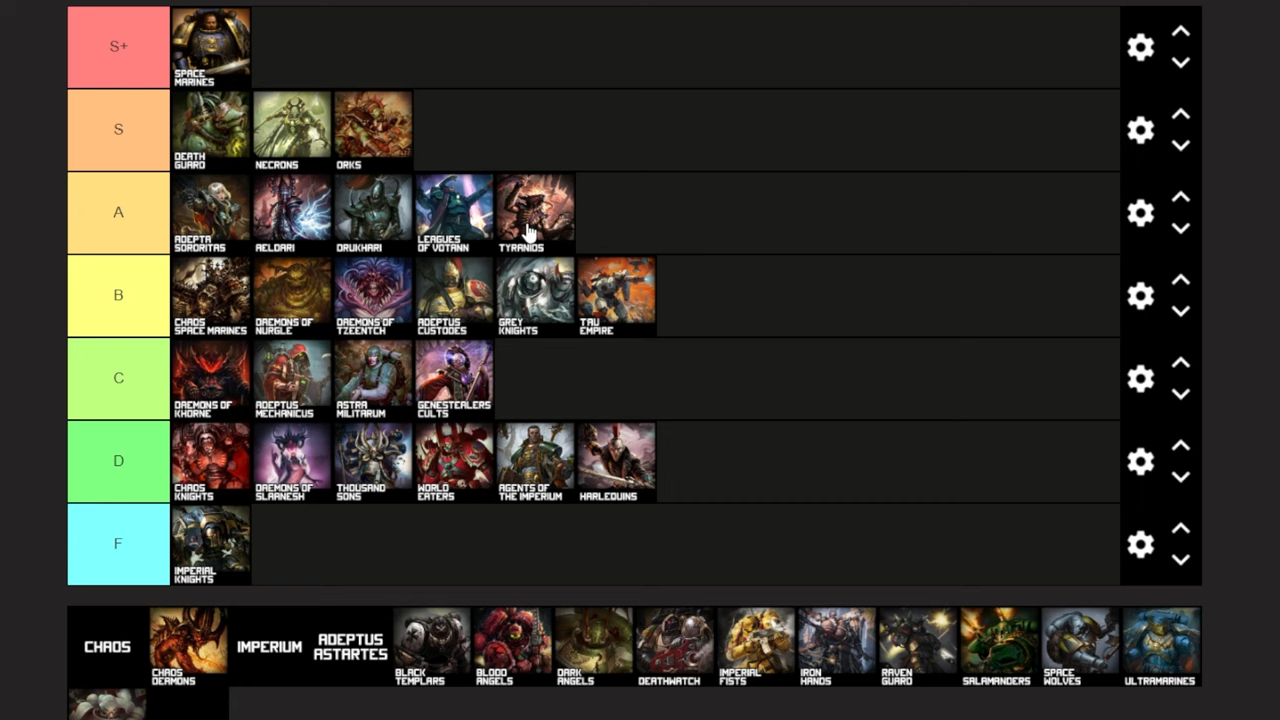 S+
SPACE
MARINES
S
DEATH
GUARD
NECRONS
ORKS
A
ADEPTA
SORORITAS
AELDARI
DRUKHARI
LEAGUES
OF VOTANN
TYRANIDS
B
CHAOS
SPACE MARINES
DAEMONS OF
NURGLE
DAEMONS OF
TZEENTCH
ADEPTUS
CUSTODES
GREY
KNIGHTS
TAU
EMPIRE
C
DAEMONS OF
KHORNE
ADEPTUS
MECHANICUS
ASTRA
MILITARUM
GENESTEALERS
CULTS
D
CHAOS
KNIGHTS
DAEMONS OF
SLAANESH
THOUSAND
SONS
WORLD
EATERS
AGENTS OF
THE IMPERIUM
HARLEQUINS
F
IMPERIAL
KNIGHTS
CHAOS
CHAOS
DEAMONS
IMPERIUM
ADEPTUS
ASTARTES
BLACK
TEMPLARS
BLOOD
ANGELS
DARK
ANGELS
DEATHWATCH
IMPERIAL
FISTS
IRON
HANDS
RAVEN
GUARD
SALAMANDERS
SPACE
WOLVES
ULTRAMARINES